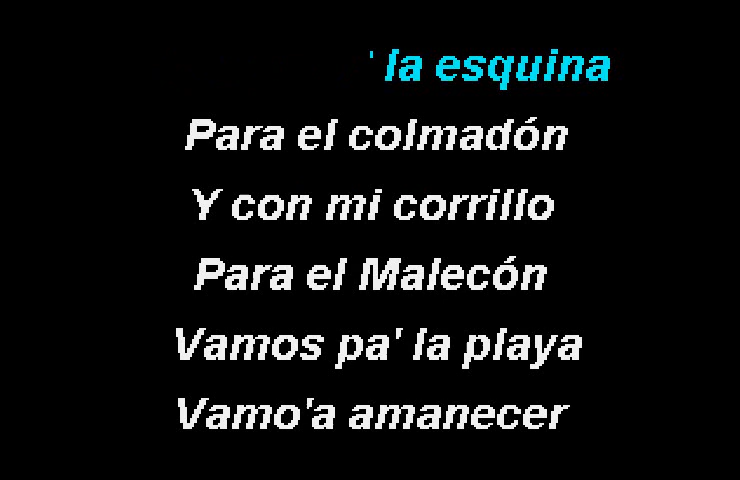 ' la esquina
Para el colmadón
Y con mi corrillo
Para el Malecón
Vamos pa' la playa
Vamo'a amanecer